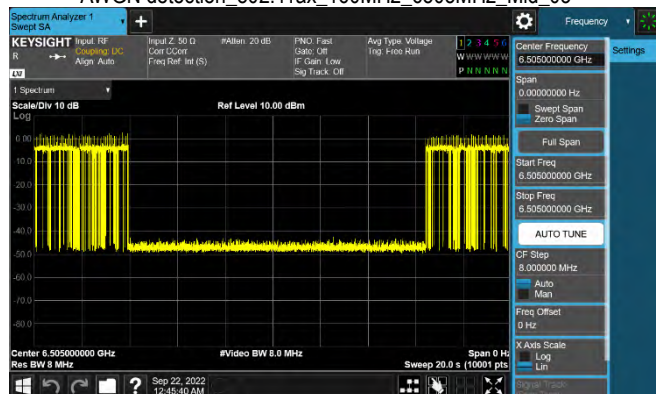 Spectrum Analyzer 1
Swept SA
Frequency
KEYSIGHT
R
LXI
Input: RF
Coupling: DC
Align: Auto
Input Z: 50 Ω
Corr CCorr
Freq Ref: Int (S)
#Atten: 20 dB
PNO: Fast
Gate: Off
IF Gain: Low
Sig Track: Off
Avg Type: Voltage
Trig: Free Run
1 2 3 4 5 6
W W W W W W
P N N N N N
1 Spectrum
Scale/Div 10 dB
Ref Level 10.00 dBm
Log
0.00
-10.0
-20.0
-30.0
-40.0
-50.0
-60.0
-70.0
-80.0
Center 6.505000000 GHz
Res BW 8 MHz
#Video BW 8.0 MHz
Span 0 Hz
Sweep 20.0 s (10001 pts
Sep 22, 2022
12:45:40 AM
?
Center Frequency
6.505000000 GHz
Settings
Span
0.00000000 Hz
Swept Span
Zero Span
Full Span
Start Freq
6.505000000 GHz
Stop Freq
6.505000000 GHz
AUTO TUNE
CF Step
8.000000 MHz
Auto
Man
Freq Offset
0 Hz
X Axis Scale
Log
Lin
Signal Track